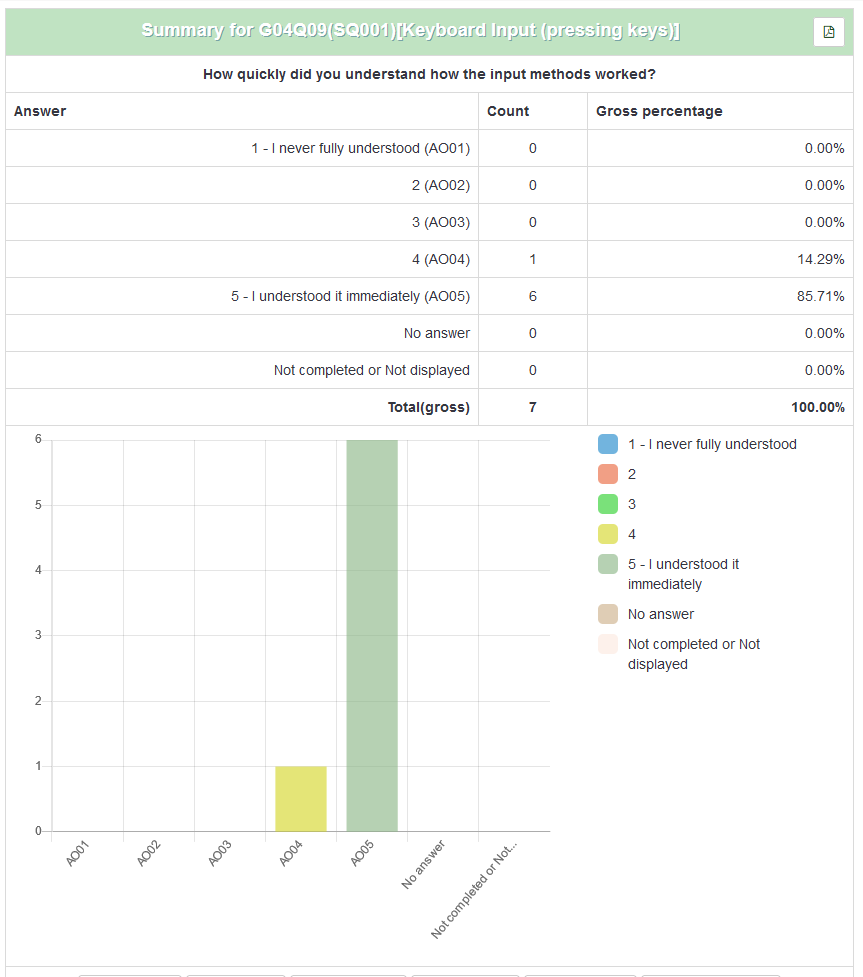 Summary for G04Q09(SQ001)[Keyboard Input (pressing keys)]
How quickly did you understand how the input methods worked?
Answer Count Gross percentage
1 - I never fully understood (AO01) 0 0.00%
2 (AO02) 0 0.00%
3 (AO03) 0 0.00%
4 (AO04) 1 14.29%
5 - I understood it immediately (AO05) 6 85.71%
No answer 0 0.00%
Not completed or Not displayed 0 0.00%
Total(gross) 7 100.00%
6
5
4
3
2
1
0
AO01
AO02
AO03
AO04
AO05
No answer
Not completed or Not...
1 - I never fully understood
2
3
4
5 - I understood it
immediately
No answer
Not completed or Not
displayed